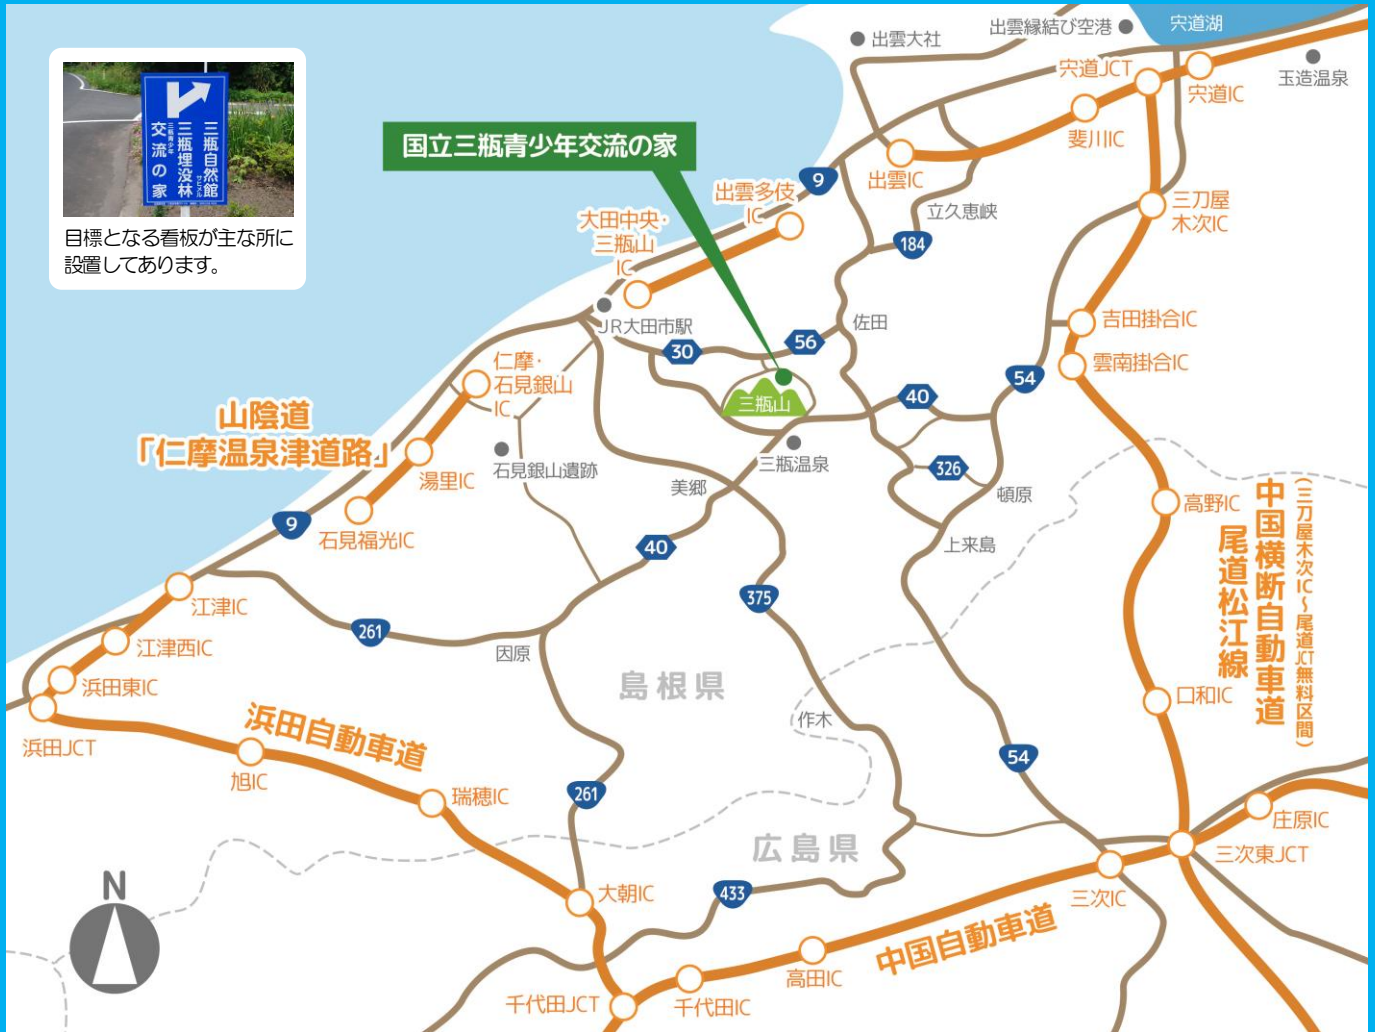 三瓶自然館
サヒメル
三瓶埋没林
三瓶青少年
交流の家
目標となる看板が主な所に
設置してあります。
国立三瓶青少年交流の家
出雲大社
出雲縁結び空港
宍道湖
宍道JCT
宍道IC
玉造温泉
斐川IC
出雲IC
出雲多伎
IC
9
立久恵峡
184
三刀屋
木次IC
大田中央・
三瓶山
IC
JR大田市駅
佐田
吉田掛合IC
30
56
雲南掛合IC
仁摩・
石見銀山
IC
三瓶山
40
54
山陰道
「仁摩温泉津道路」
湯里IC
石見銀山遺跡
三瓶温泉
326
美郷
頓原
高野IC
9
石見福光IC
40
上来島
中国横断自動車道
尾道松江線
(三刀屋木次IC~尾道JCT無料区間)
江津IC
375
261
江津西IC
因原
浜田東IC
島根県
口和IC
浜田JCT
浜田自動車道
作木
旭IC
54
瑞穂IC
261
庄原IC
広島県
三次東JCT
大朝IC
433
三次IC
N
中国自動車道
高田IC
千代田JCT
千代田IC